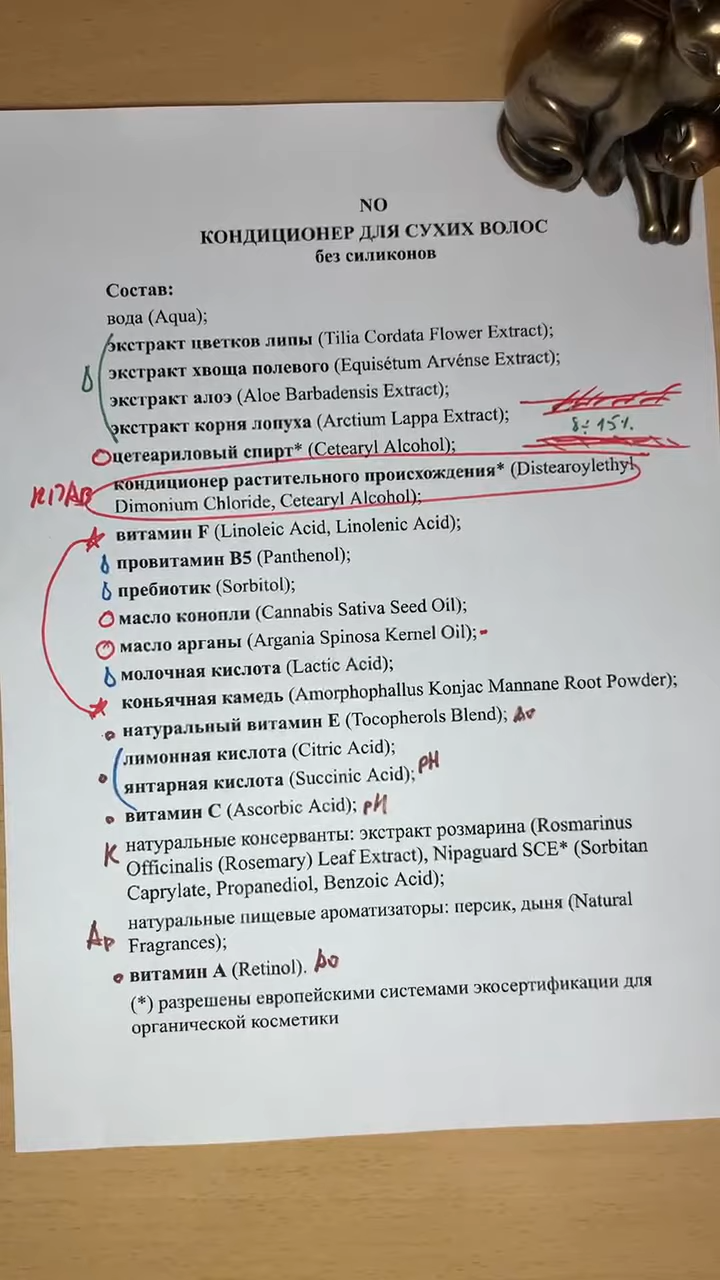 NO
КОНДИЦИОНЕР ДЛЯ СУХИХ ВОЛОС
без силиконов
Состав:
вода (Aqua);
экстракт цветков липы (Tilia Cordata Flower Extract);
экстракт хвоща полевого (Equisétum Arvénse Extract);
экстракт алоэ (Aloe Barbadensis Extract);
экстракт корня лопуха (Arctium Lappa Extract);
8÷15%
цетеариловый спирт* (Cetearyl Alcohol);
кондиционер растительного происхождения* (Distearoylethyl
КПАВ Dimonium Chloride, Cetearyl Alcohol);
витамин F (Linoleic Acid, Linolenic Acid);
провитамин B5 (Panthenol);
пребиотик (Sorbitol);
масло конопли (Cannabis Sativa Seed Oil);
масло арганы (Argania Spinosa Kernel Oil);
молочная кислота (Lactic Acid);
коньячная камедь (Amorphophallus Konjac Mannane Root Powder);
натуральный витамин Е (Tocopherols Blend); Ао
лимонная кислота (Citric Acid);
янтарная кислота (Succinic Acid); pH
витамин С (Ascorbic Acid); pH
К натуральные консерванты: экстракт розмарина (Rosmarinus
Officinalis (Rosemary) Leaf Extract), Nipaguard SCE* (Sorbitan
Caprylate, Propanediol, Benzoic Acid);
натуральные пищевые ароматизаторы: персик, дыня (Natural
Ар Fragrances);
витамин А (Retinol). Ао
(*) разрешены европейскими системами экосертификации для
органической косметики